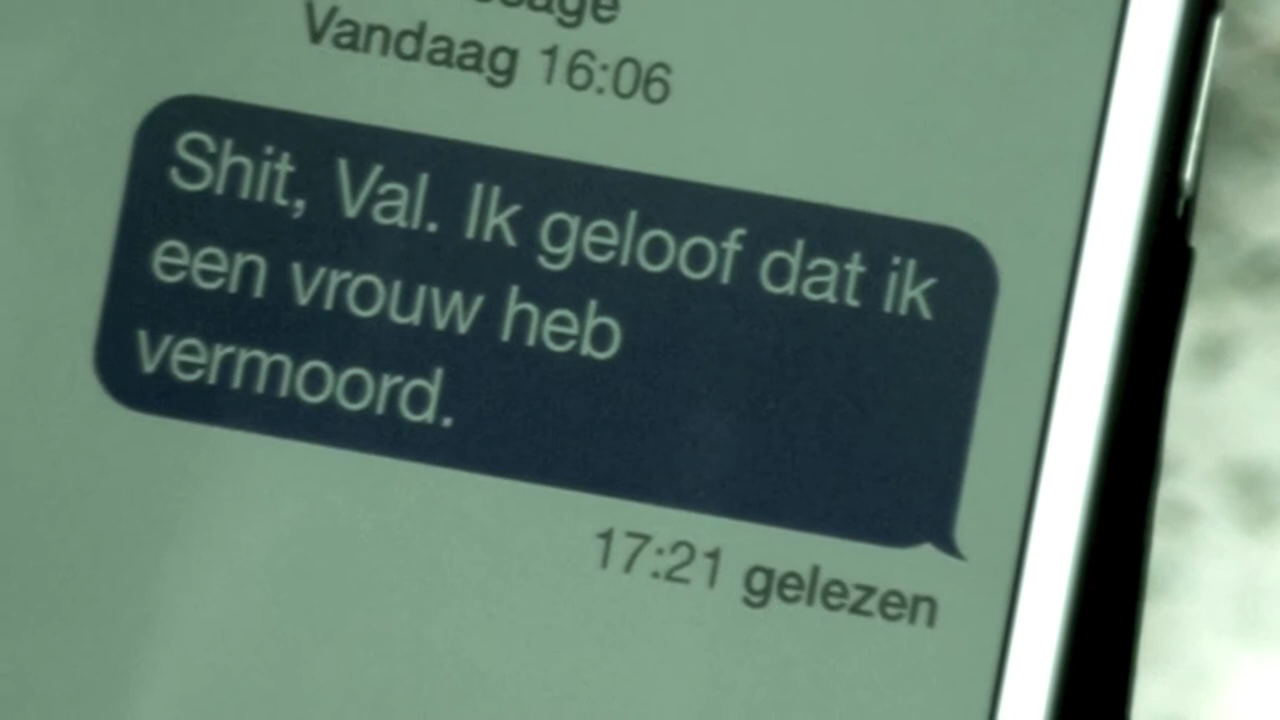 Vandaag 16:06
Shit, Val. Ik geloof dat ik
een vrouw heb
vermoord.
17:21 gelezen